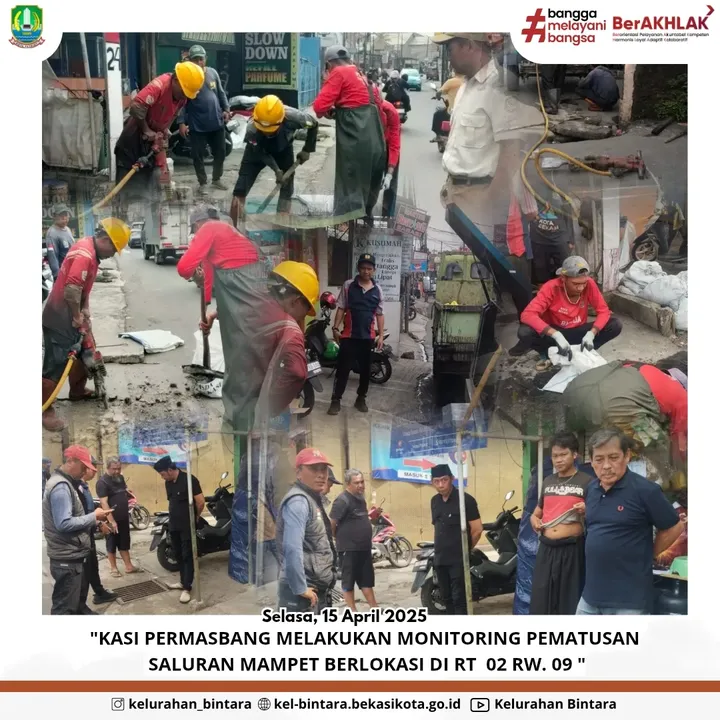 #bangga
melayani
bangsa
BerAKHLAK
SLOW
DOWN
PARFUME
KUSUMAH
MASUK
Selasa, 15 April 2025
"KASI PERMASBANG MELAKUKAN MONITORING PEMATUSAN
SALURAN MAMPET BERLOKASI DI RT 02 RW. 09 "
kelurahan_bintara kel-bintara.bekasikota.go.id Kelurahan Bintara